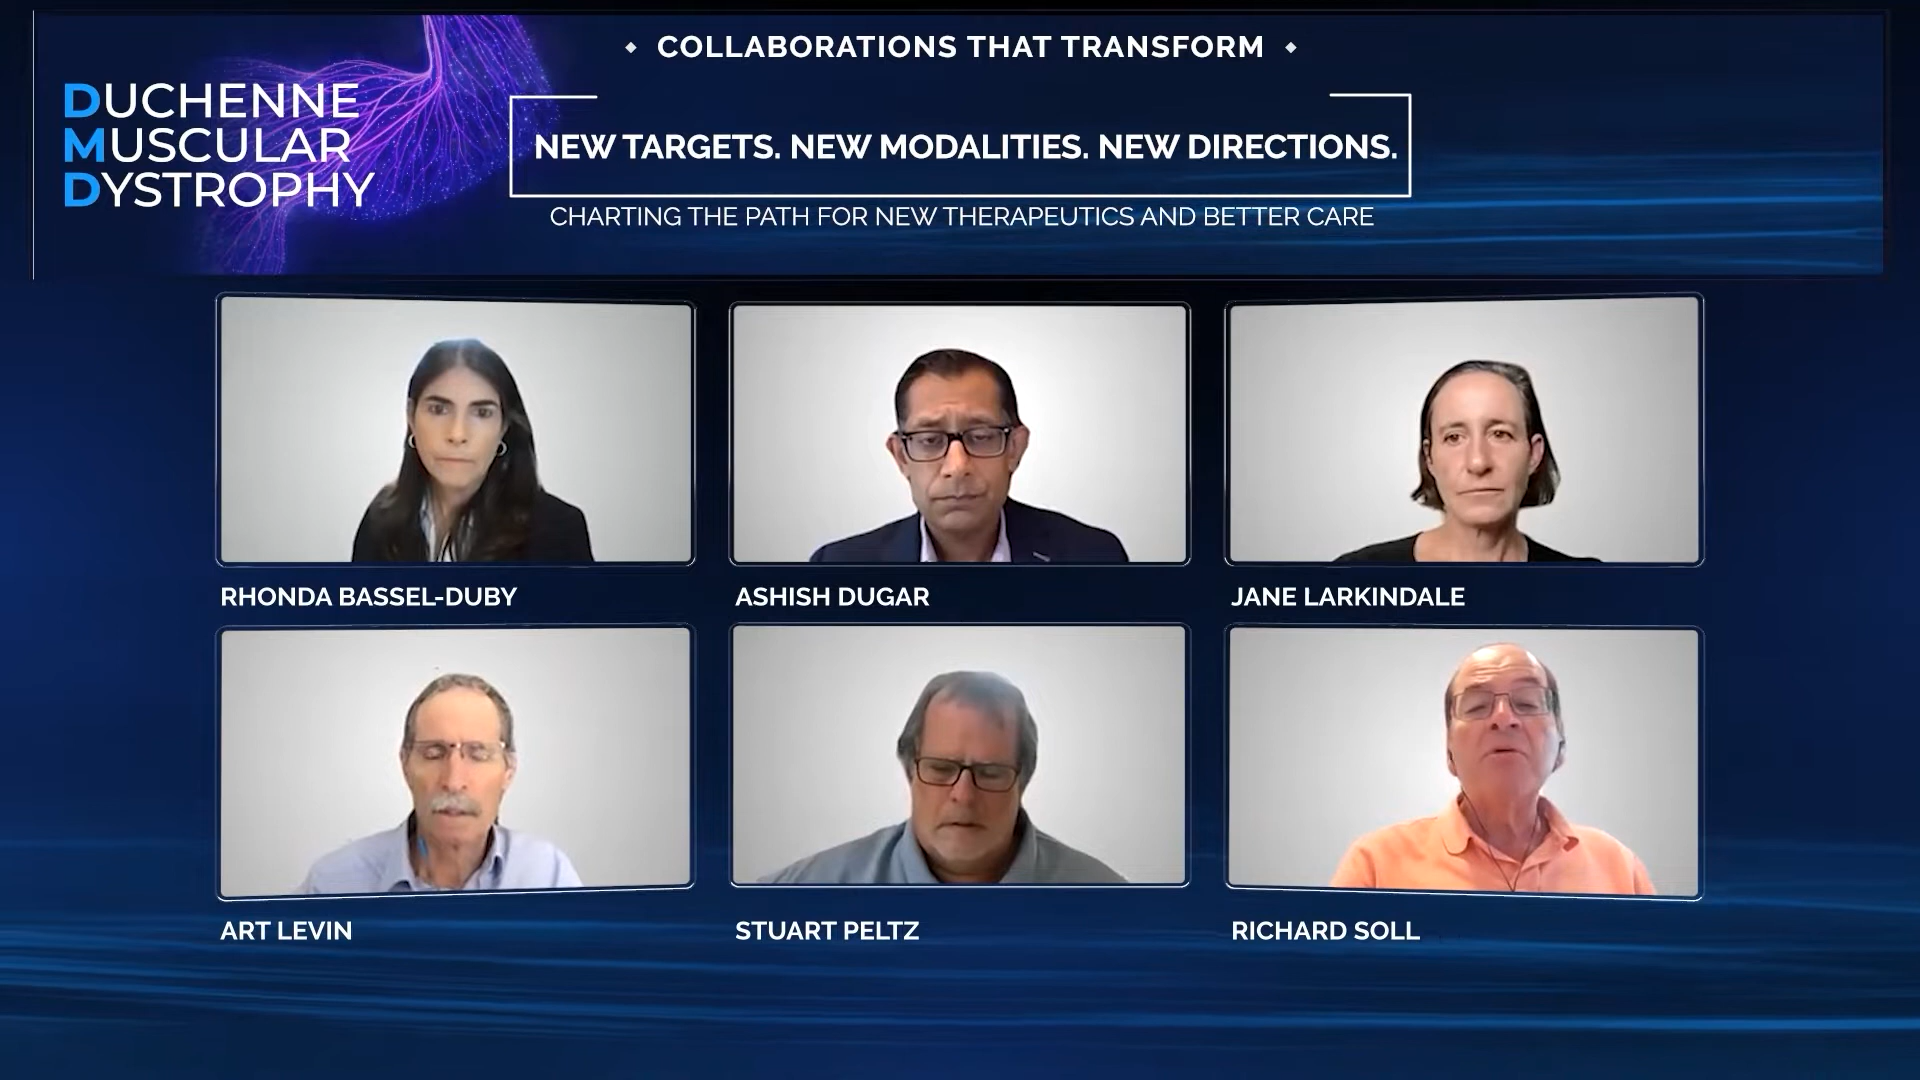 COLLABORATIONS THAT TRANSFORM
DUCHENNE
MUSCULAR
DYSTROPHY
NEW TARGETS. NEW MODALITIES. NEW DIRECTIONS.
CHARTING THE PATH FOR NEW THERAPEUTICS AND BETTER CARE
RHONDA BASSEL-DUBY
ASHISH DUGAR
JANE LARKINDALE
ART LEVIN
STUART PELTZ
RICHARD SOLL